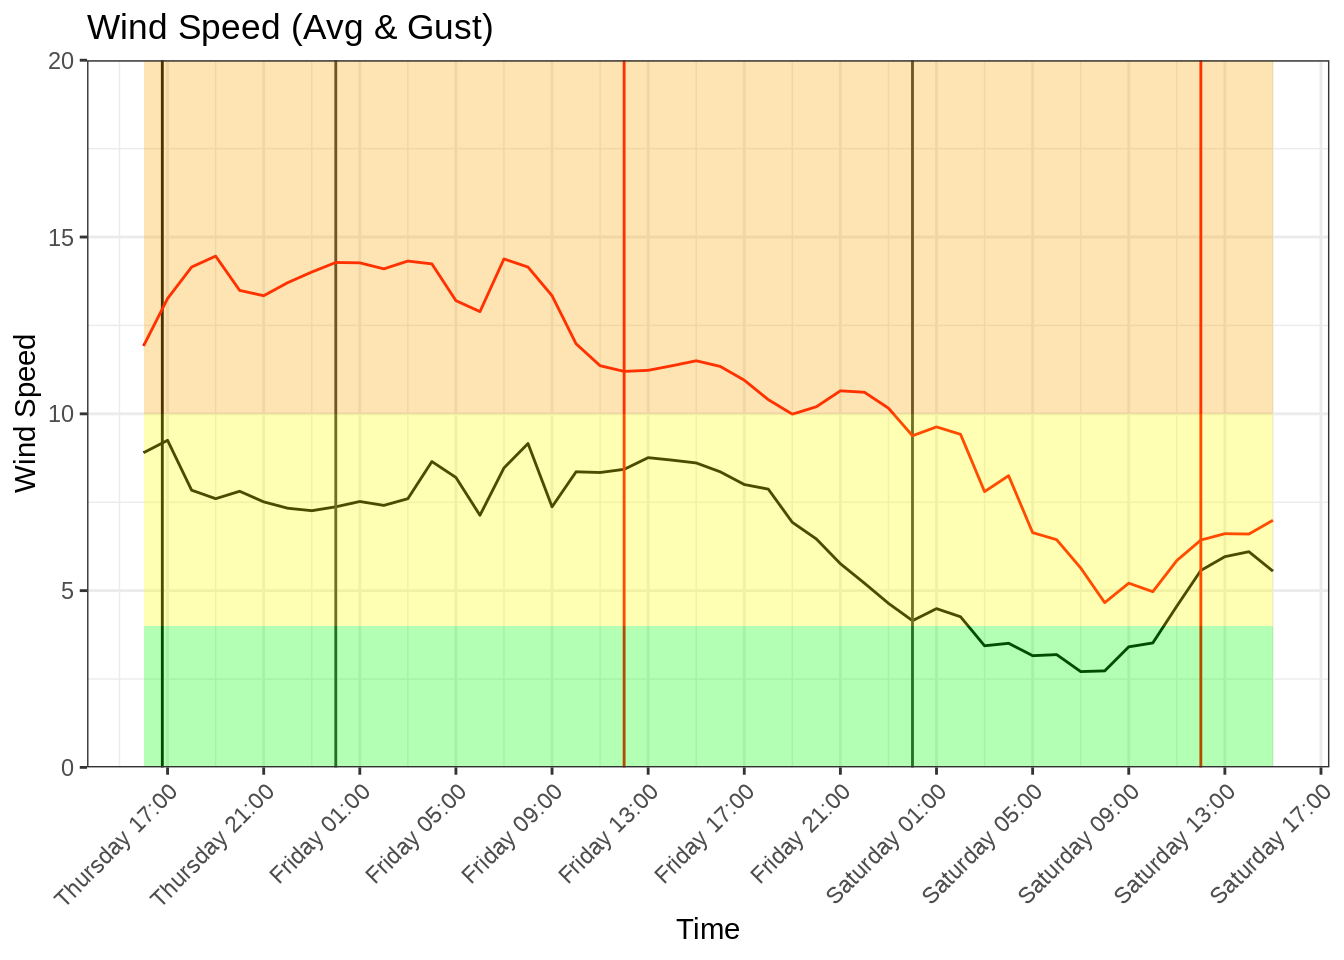 Wind Speed (Avg & Gust)
20
15
10
5
0
Wind Speed
Thursday 17:00
Thursday 21:00
Friday 01:00
Friday 05:00
Friday 09:00
Friday 13:00
Friday 17:00
Friday 21:00
Saturday 01:00
Saturday 05:00
Saturday 09:00
Saturday 13:00
Saturday 17:00
Time